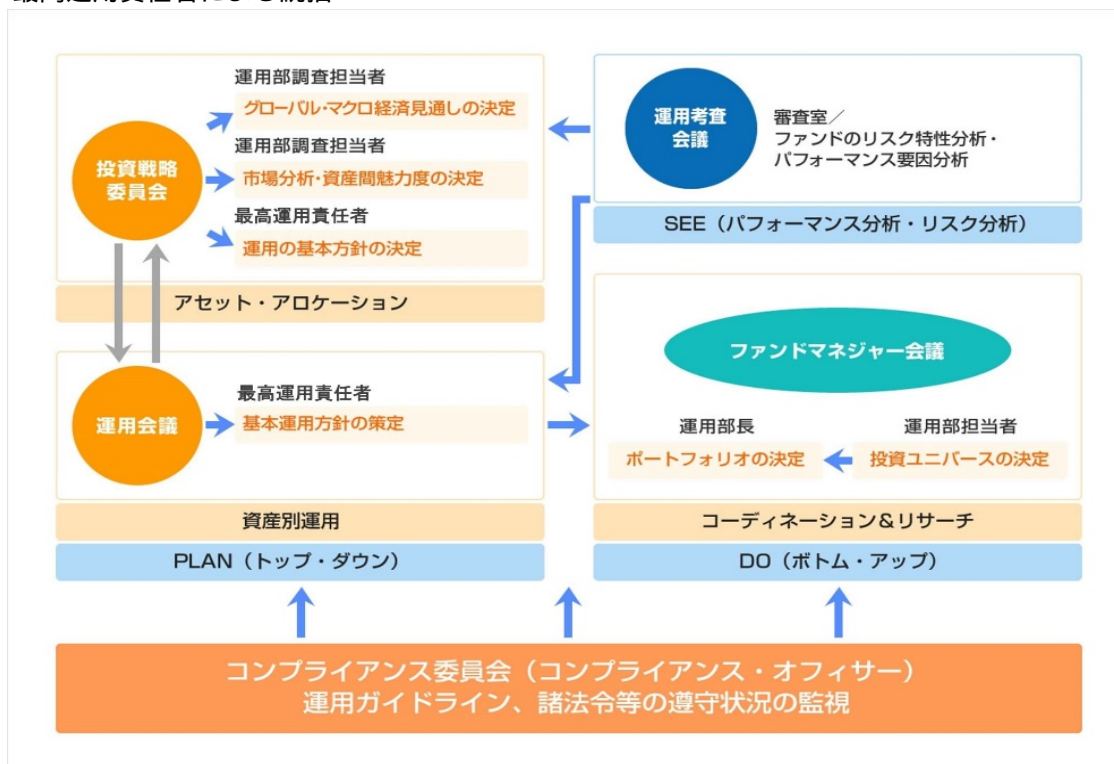 運用部調査担当者
グローバル・マクロ経済見通しの決定
運用部調査担当者
市場分析・資産間魅力度の決定
最高運用責任者
運用の基本方針の決定
投資戦略
委員会
アセット・アロケーション
運用考査
会議
審査室／
ファンドのリスク特性分析・
パフォーマンス要因分析
SEE（パフォーマンス分析・リスク分析）
運用会議
最高運用責任者
基本運用方針の策定
資産別運用
PLAN（トップ・ダウン）
ファンドマネジャー会議
運用部長
ポートフォリオの決定
運用部担当者
投資ユニバースの決定
コーディネーション＆リサーチ
DO（ボトム・アップ）
コンプライアンス委員会（コンプライアンス・オフィサー）
運用ガイドライン、諸法令等の遵守状況の監視